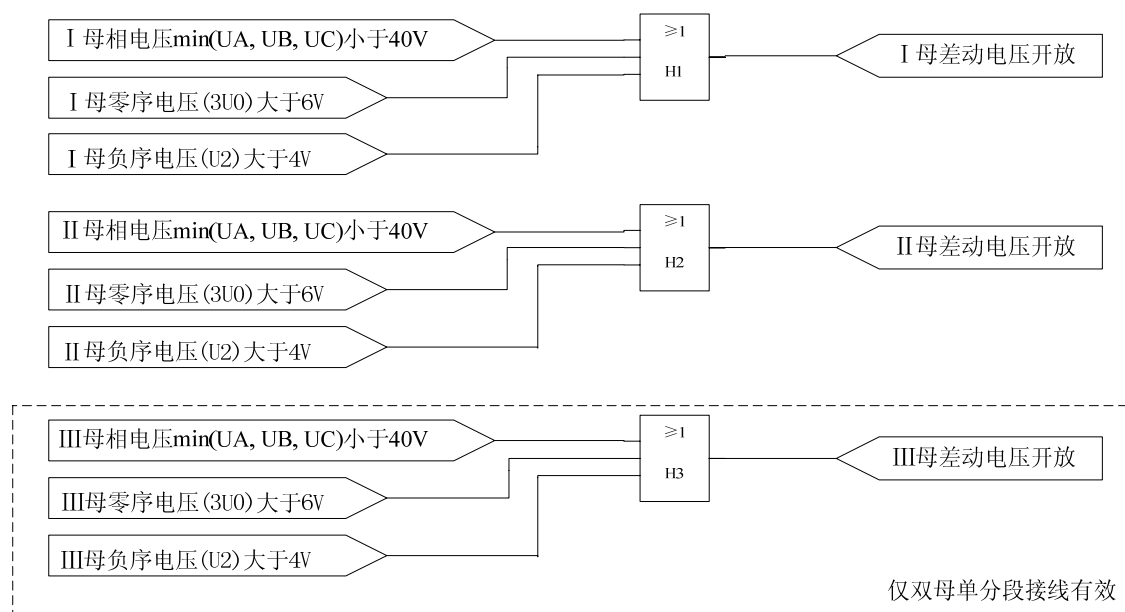 Ⅰ母相电压min(UA, UB, UC)小于40V
≥1
H1
Ⅰ母差动电压开放
Ⅰ母零序电压(3U0)大于6V
Ⅰ母负序电压(U2)大于4V
Ⅱ母相电压min(UA, UB, UC)小于40V
≥1
H2
Ⅱ母差动电压开放
Ⅱ母零序电压(3U0)大于6V
Ⅱ母负序电压(U2)大于4V
Ⅲ母相电压min(UA, UB, UC)小于40V
≥1
H3
Ⅲ母差动电压开放
Ⅲ母零序电压(3U0)大于6V
Ⅲ母负序电压(U2)大于4V
仅双母单分段接线有效